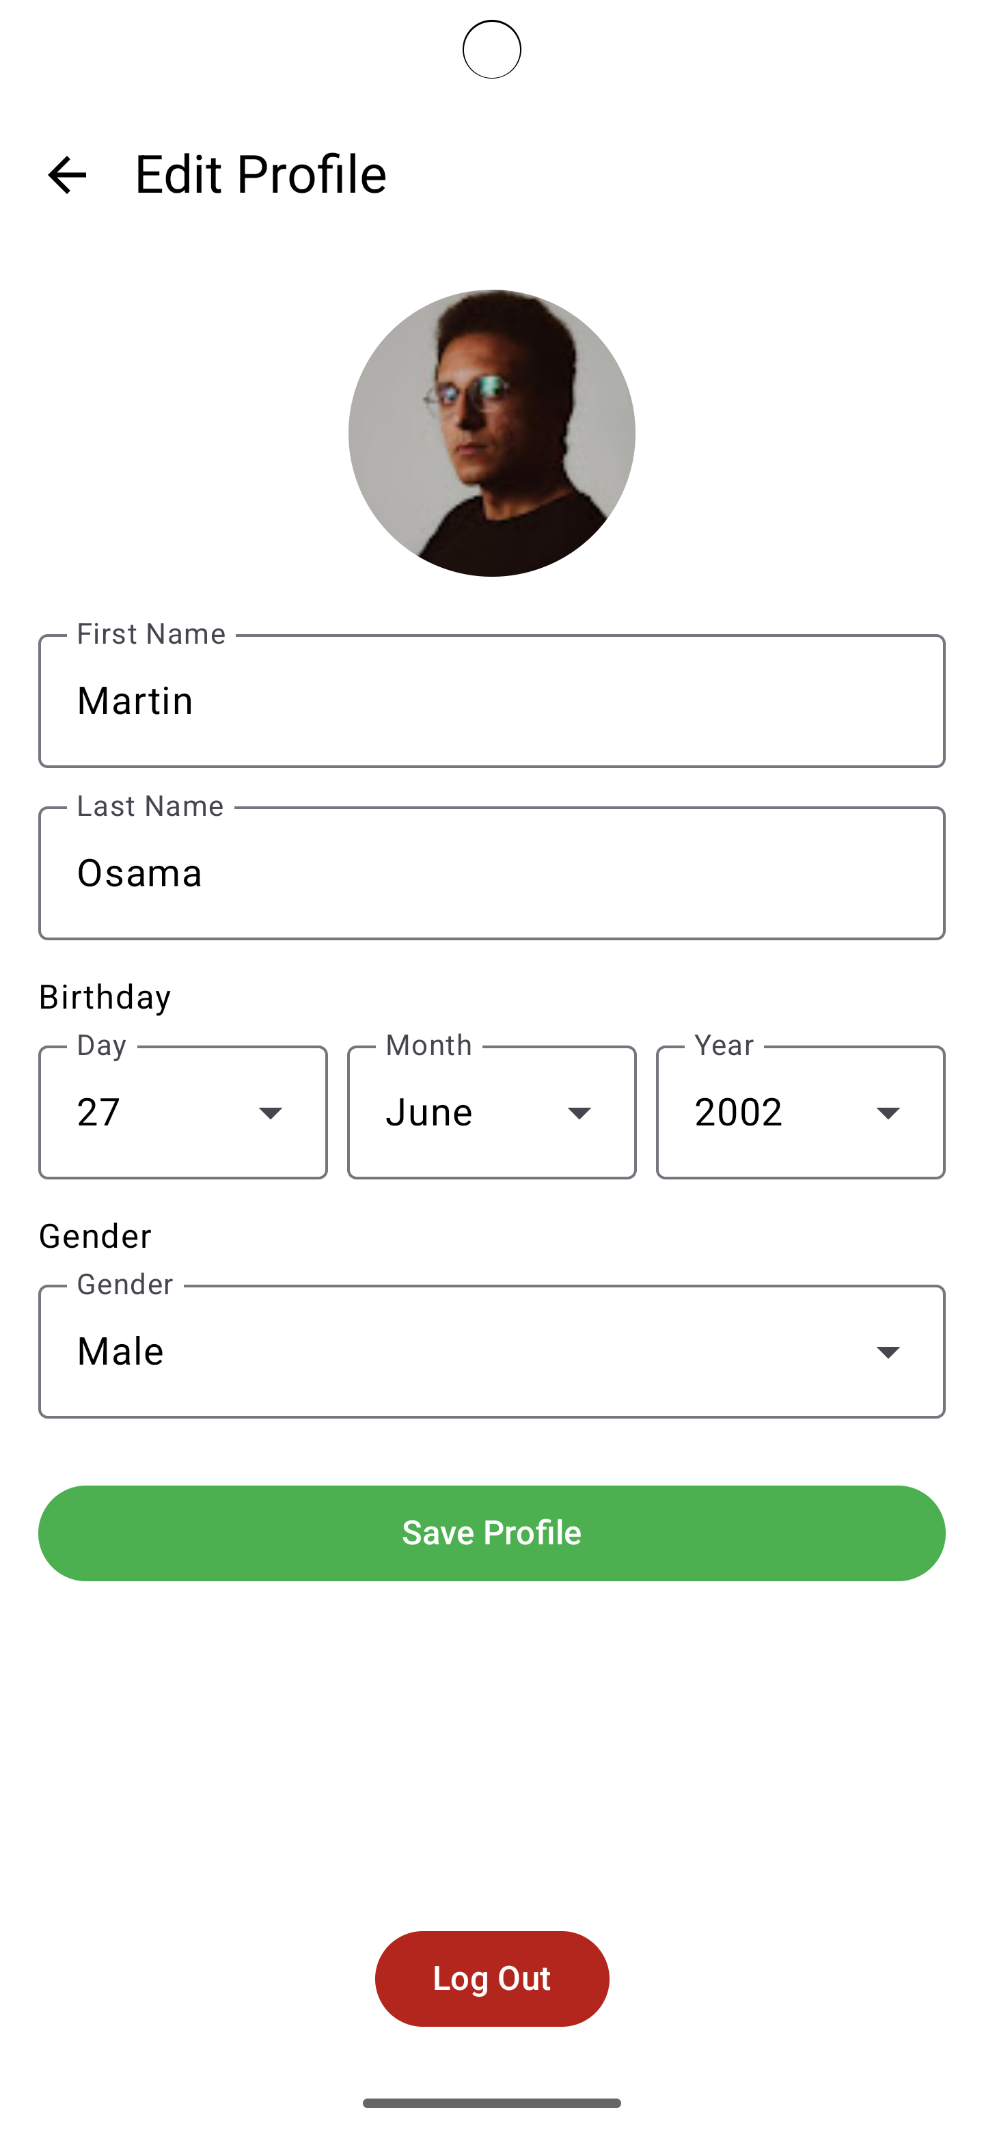 Edit Profile
First Name
Martin
Last Name
Osama
Birthday
Day Month Year
27 June 2002
Gender
Gender
Male
Save Profile
Log Out